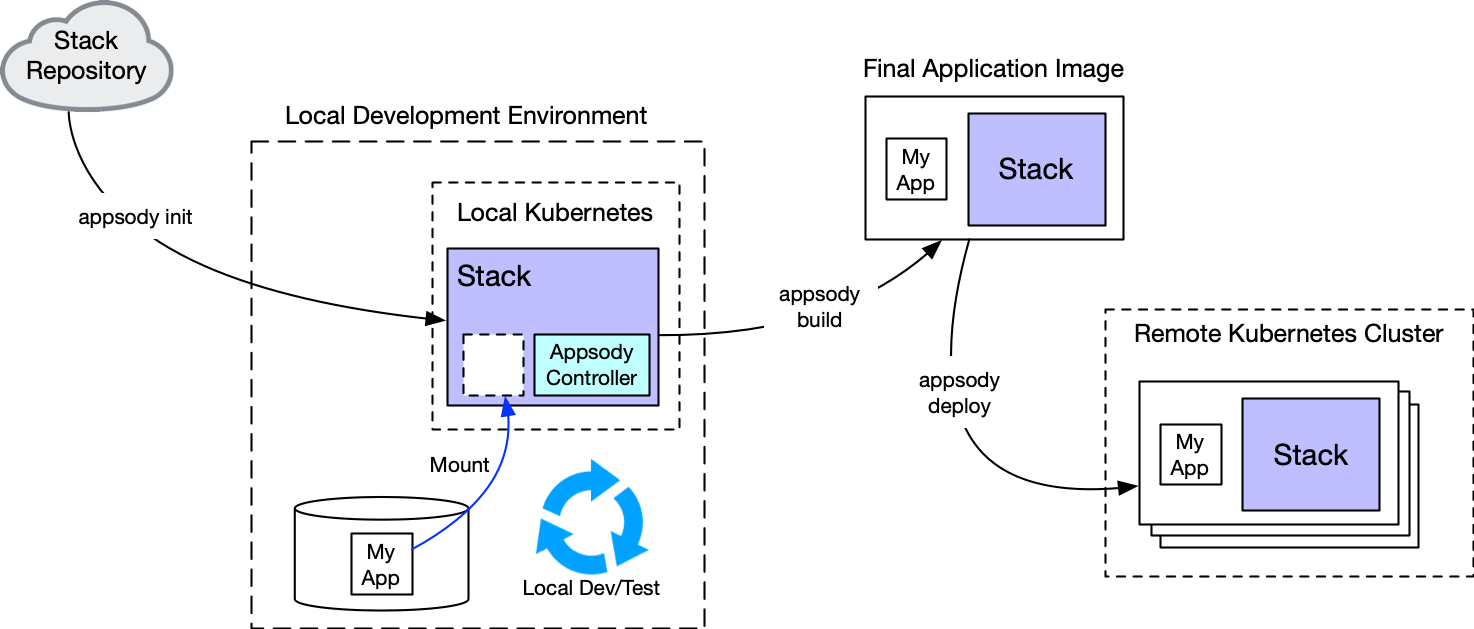 Stack
Repository
appsody init
Local Development Environment
Local Kubernetes
Stack
Appsody
Controller
Mount
My
App
Local Dev/Test
appsody
build
Final Application Image
My
App
Stack
appsody
deploy
Remote Kubernetes Cluster
My
App
Stack